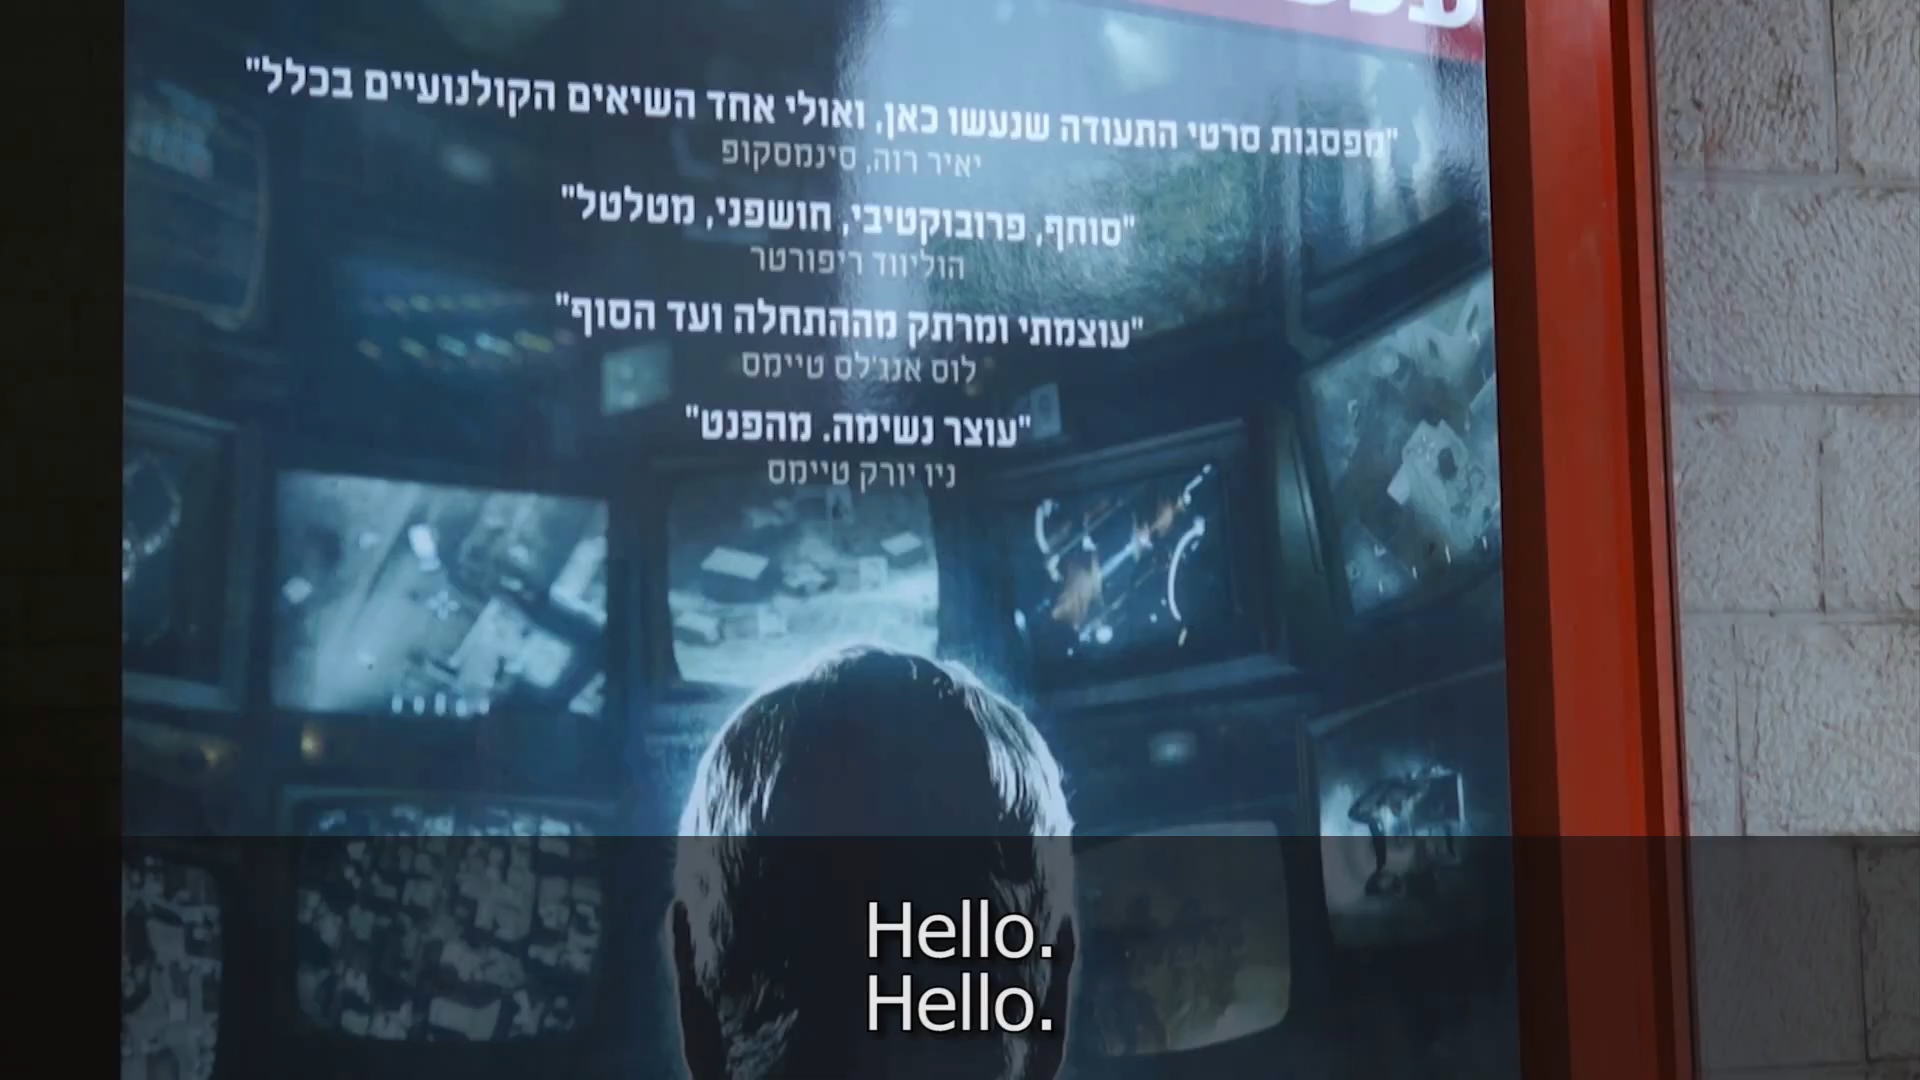 "מפסגות סרטי התעודה שנעשו כאן, ואולי אחד השיאים הקולנועיים בכלל"
יאיר רוה, סינמסקופ
"סוחף, פרובוקטיבי, חושפני, מטלטל"
הוליווד ריפורטר
"עוצמתי ומרתק מההתחלה ועד הסוף"
לוס אנג'לס טיימס
"עוצר נשימה. מהפנט"
ניו יורק טיימס
Hello.
Hello.